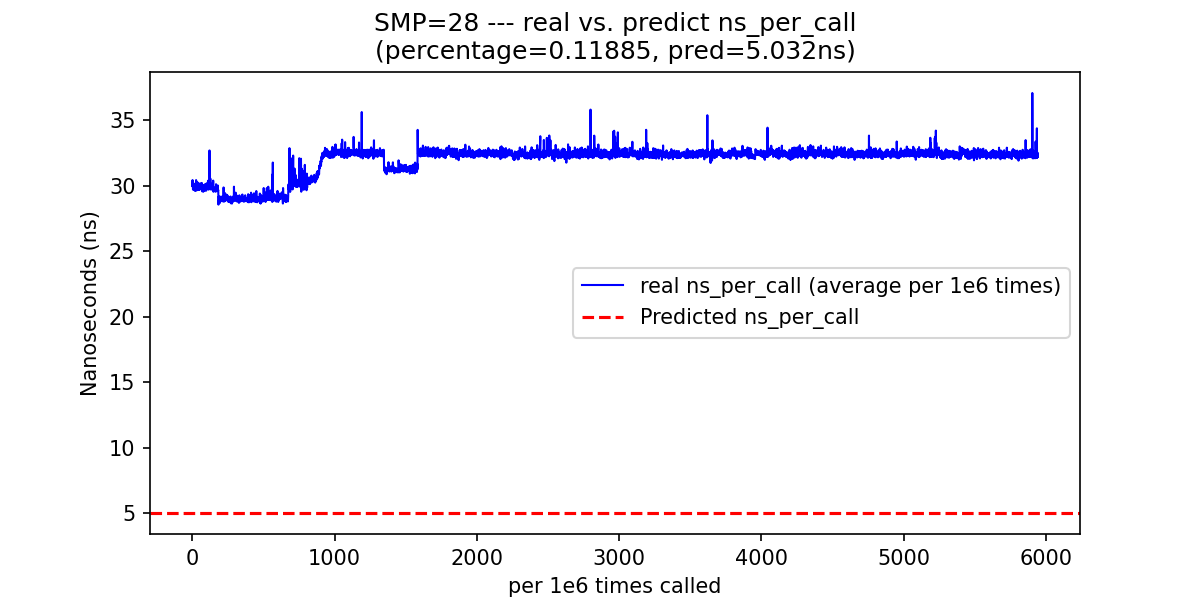 SMP=28 --- real vs. predict ns_per_call
(percentage=0.11885, pred=5.032ns)
Nanoseconds (ns)
35
30
25
20
15
10
5
real ns_per_call (average per 1e6 times)
Predicted ns_per_call
0 1000 2000 3000 4000 5000 6000
per 1e6 times called